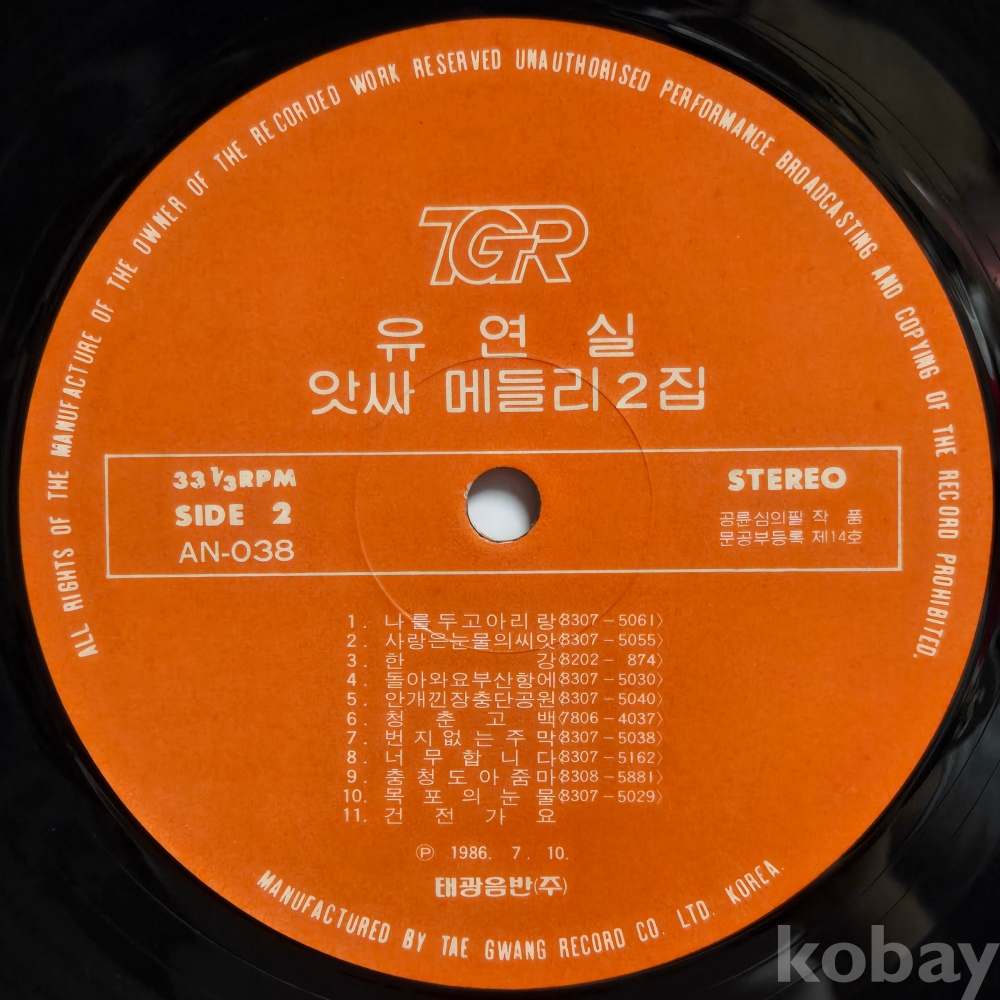 ALL RIGHTS OF THE MANUFACTURE OF THE OWNER OF THE RECORDED WORK RESERVED UNAUTHORISED PERFORMANCE BROADCASTING AND COPYING OF THE RECORD PROHIBITED.
TGR
유 연 실
앗싸 메들리2집
33 1/3RPM
SIDE 2
AN-038
STEREO
공륜심의필 작 품
문공부등록 제14호
1. 나를두고아리랑〈8307-5061〉
2. 사랑은눈물의씨앗〈8307-5055〉
3. 한 강〈8202- 874〉
4. 돌아와요부산항에〈8307-5030〉
5. 안개낀장충단공원〈8307-5040〉
6. 청 춘 고 백〈7806-4037〉
7. 번지없는주막〈8307-5038〉
8. 너무합니다〈8307-5162〉
9. 충청도아줌마〈8308-5881〉
10. 목포의눈물〈8307-5029〉
11. 건 전 가 요
Ⓟ 1986. 7. 10.
태광음반(주)
MANUFACTURED BY TAE GWANG RECORD CO. LTD. KOREA.
kobay